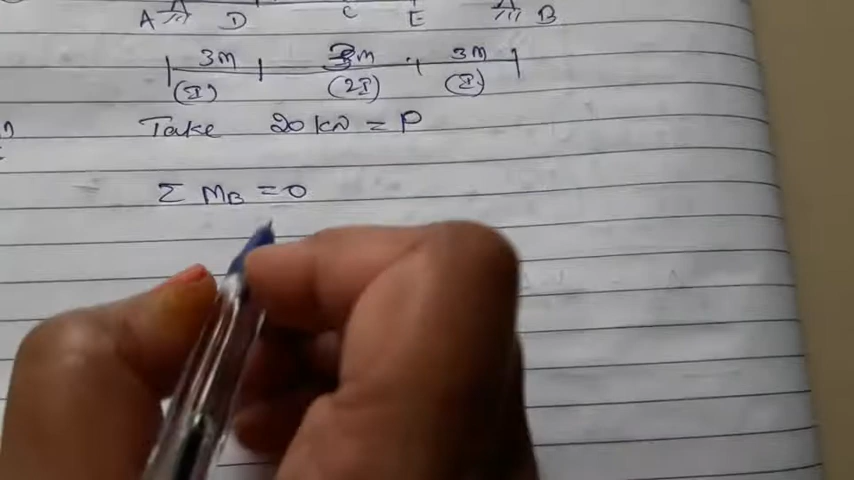 A D C E B
3m 3m 3m
(I) (2I) (I)
Take 20 kN = P
Σ MB = 0